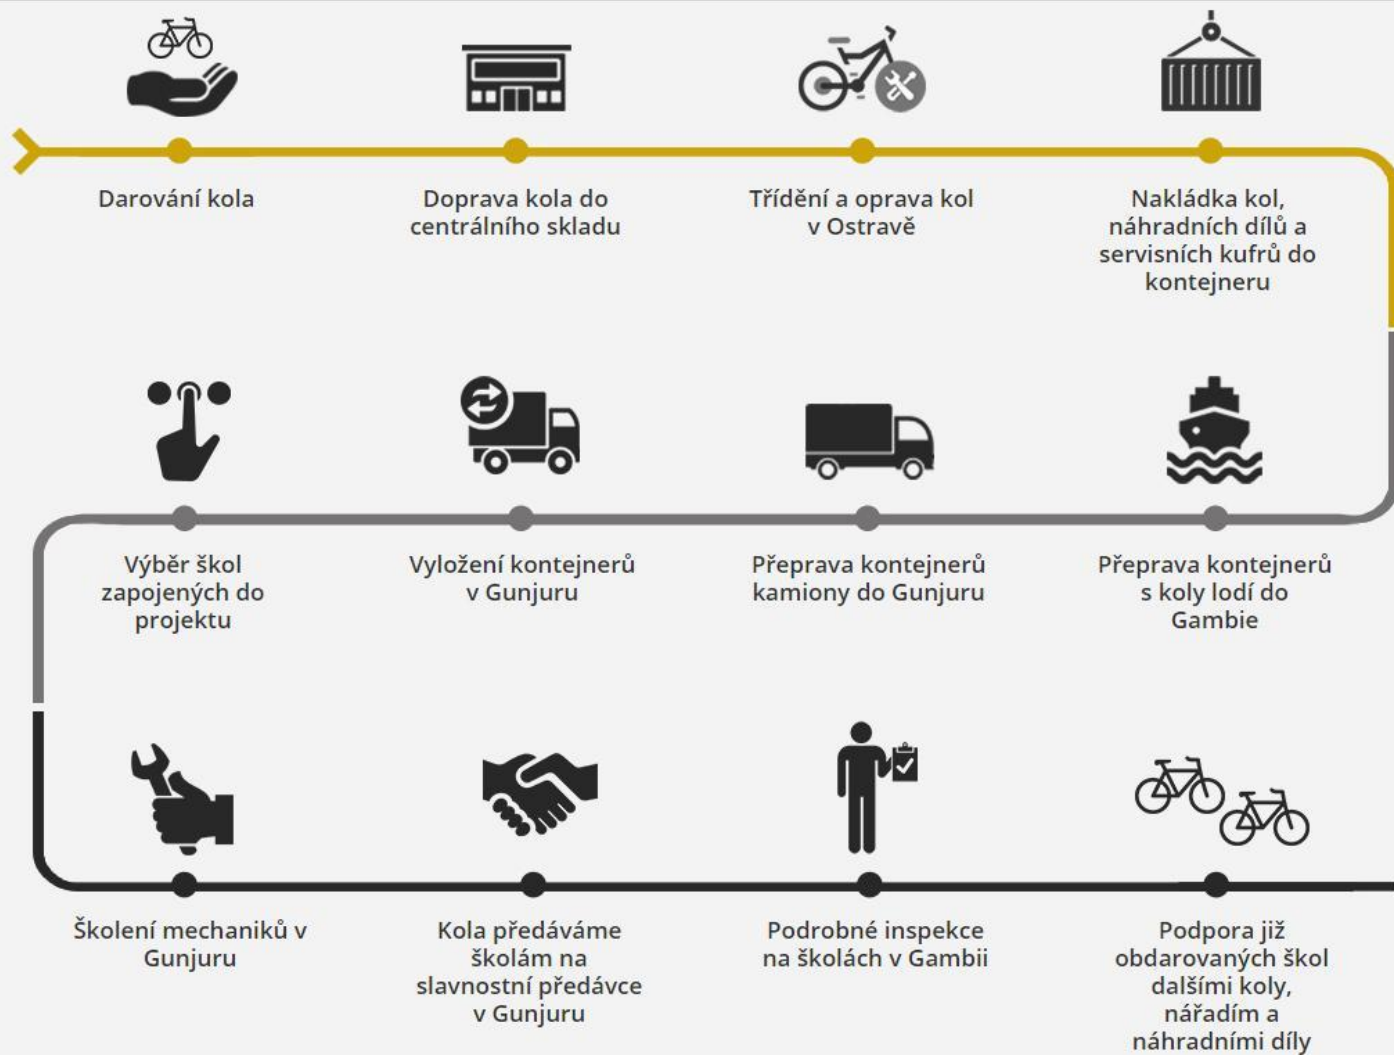 Darování kola
Doprava kola do
centrálního skladu
Třídění a oprava kol
v Ostravě
Nakládka kol,
náhradních dílů a
servisních kufrů do
kontejneru
Výběr škol
zapojených do
projektu
Vyložení kontejnerů
v Gunjuru
Přeprava kontejnerů
kamiony do Gunjuru
Přeprava kontejnerů
s koly lodí do
Gambie
Školení mechaniků v
Gunjuru
Kola předáváme
školám na
slavnostní předávce
v Gunjuru
Podrobné inspekce
na školách v Gambii
Podpora již
obdarovaných škol
dalšími koly,
nářadím a
náhradními díly